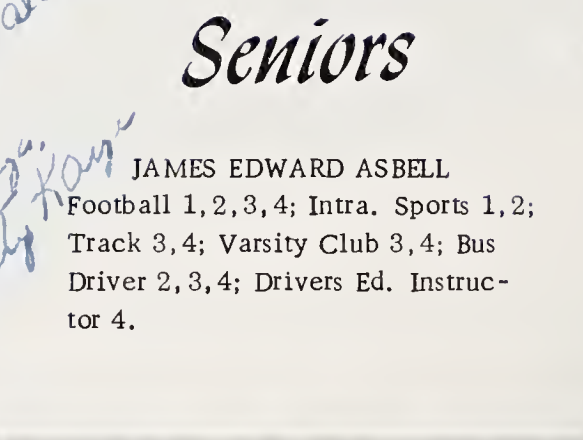 Seniors
JAMES EDWARD ASBELL
Football 1,2,3,4; Intra. Sports 1,2;
Track 3,4; Varsity Club 3,4; Bus
Driver 2,3,4; Drivers Ed. Instruc-
tor 4.